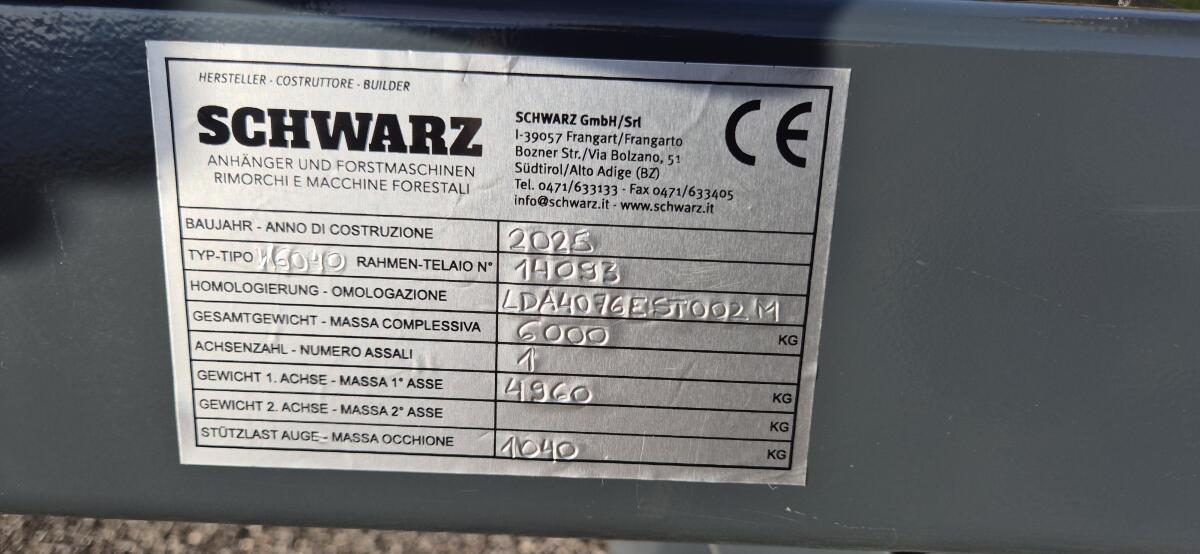 HERSTELLER - COSTRUTTORE - BUILDER
SCHWARZ
ANHÄNGER UND FORSTMASCHINEN
RIMORCHI E MACCHINE FORESTALI
SCHWARZ GmbH/Srl
I-39057 Frangart/Frangarto
Bozner Str./Via Bolzano, 51
Südtirol/Alto Adige (BZ)
Tel. 0471/633133 - Fax 0471/633405
info@schwarz.it - www.schwarz.it
CE
BAUJAHR - ANNO DI COSTRUZIONE 2025
TYP-TIPO RAHMEN-TELAIO N° 14093
HOMOLOGIERUNG - OMOLOGAZIONE LDA4076EST002M
GESAMTGEWICHT - MASSA COMPLESSIVA 6000 KG
ACHSENZAHL - NUMERO ASSALI 1
GEWICHT 1. ACHSE - MASSA 1° ASSE 4960 KG
GEWICHT 2. ACHSE - MASSA 2° ASSE KG
STÜTZLAST AUGE - MASSA OCCHIONE 1040 KG